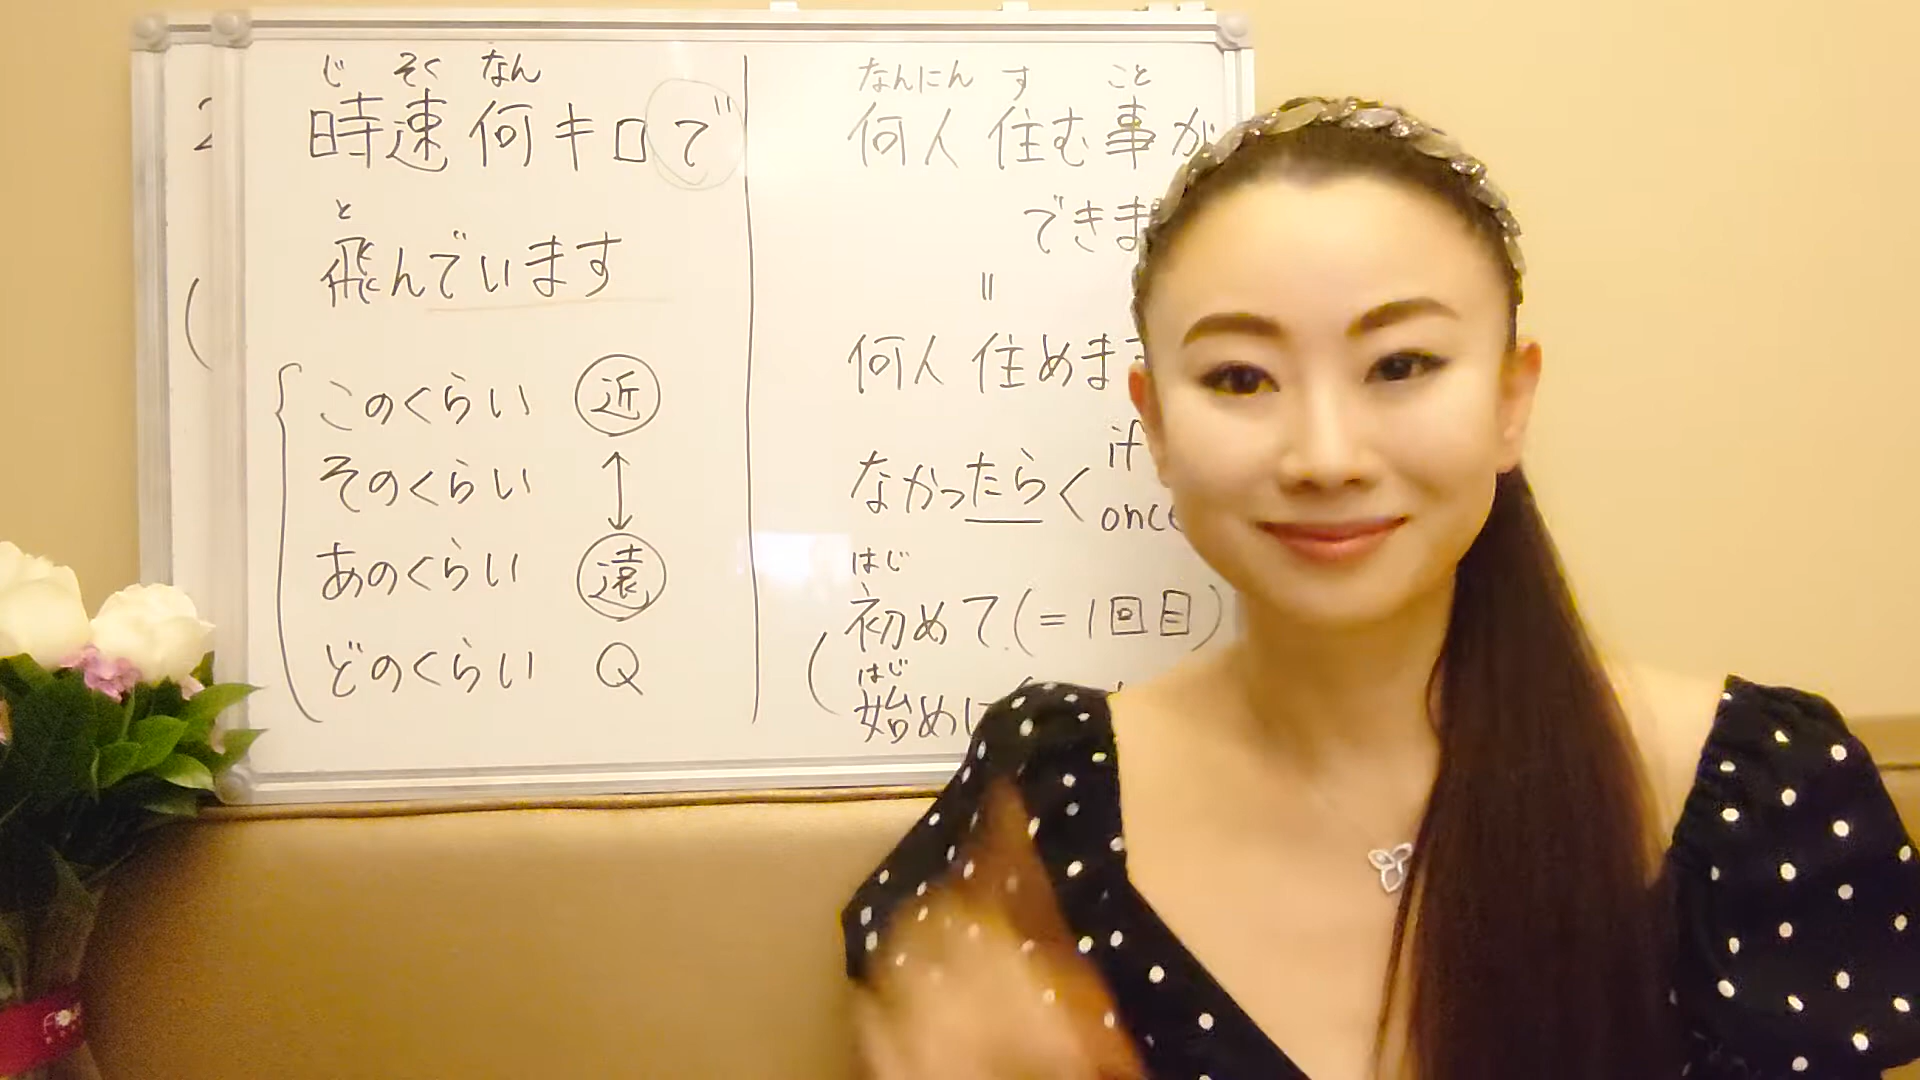 じ そく なん
時速何キロで
と
飛んでいます
このくらい 近
そのくらい
あのくらい 遠
どのくらい Q
なんにん す こと
何人住む事が
できま
=
何人住めま
なかったら< if
once
はじ
初めて(=1回目)
はじ
(始めに
2
(